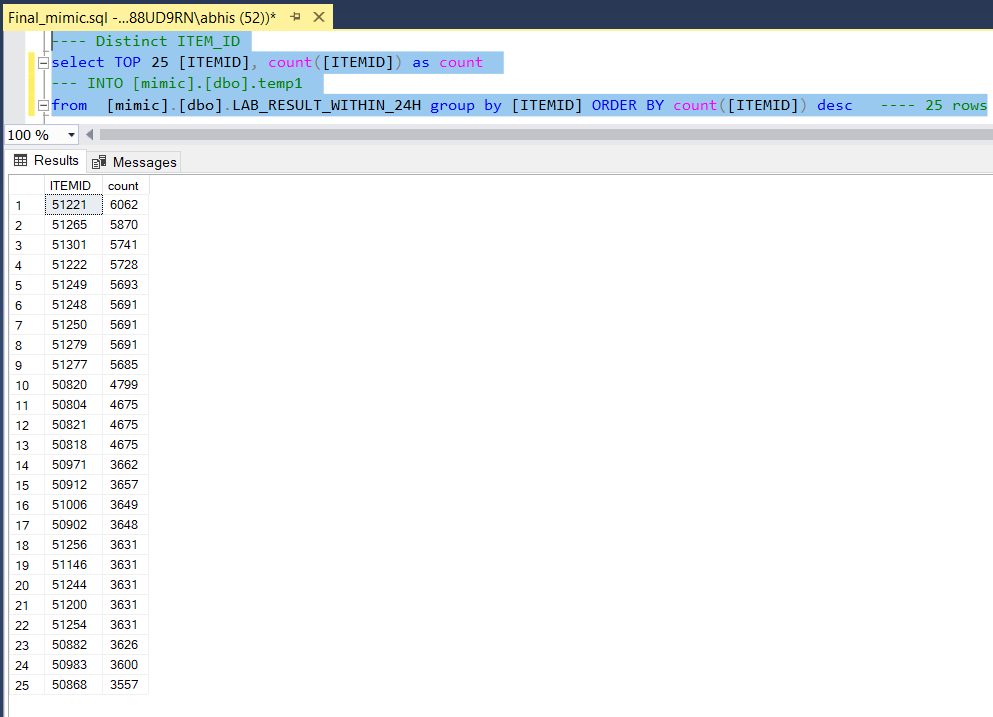 Final_mimic.sql -...88UD9RN\abhis (52))*
---- Distinct ITEM_ID
select TOP 25 [ITEMID], count([ITEMID]) as count
--- INTO [mimic].[dbo].temp1
from  [mimic].[dbo].LAB_RESULT_WITHIN_24H group by [ITEMID] ORDER BY count([ITEMID]) desc   ---- 25 rows
100 %
Results Messages
ITEMID count
1 51221 6062
2 51265 5870
3 51301 5741
4 51222 5728
5 51249 5693
6 51248 5691
7 51250 5691
8 51279 5691
9 51277 5685
10 50820 4799
11 50804 4675
12 50821 4675
13 50818 4675
14 50971 3662
15 50912 3657
16 51006 3649
17 50902 3648
18 51256 3631
19 51146 3631
20 51244 3631
21 51200 3631
22 51254 3631
23 50882 3626
24 50983 3600
25 50868 3557